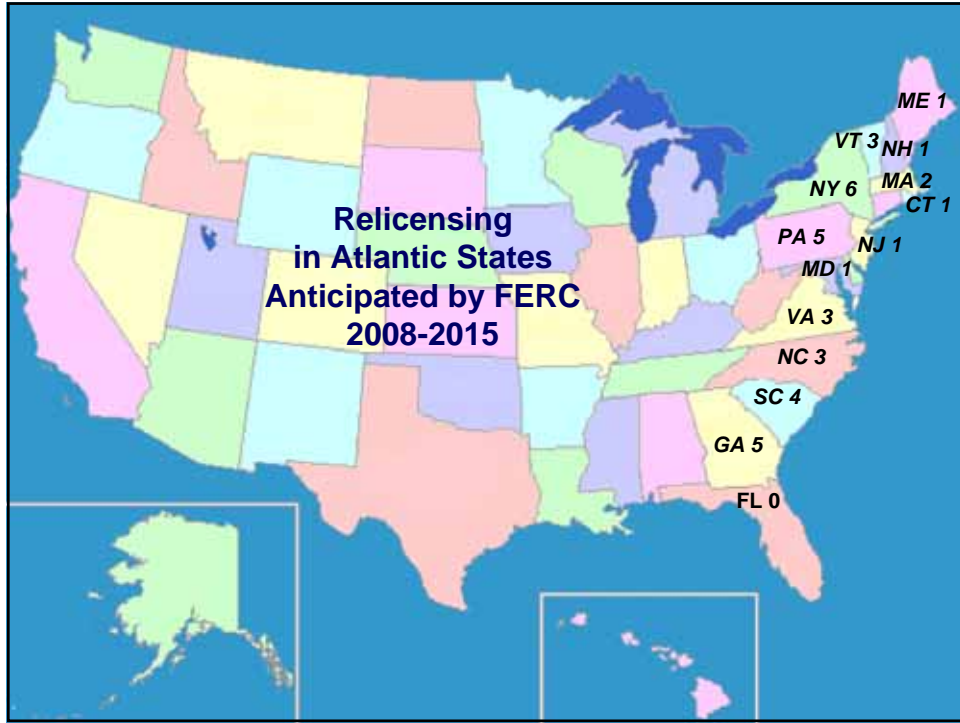 ME 1
VT 3
NH 1
MA 2
NY 6
CT 1
Relicensing
in Atlantic States
Anticipated by FERC
2008-2015
PA 5
NJ 1
MD 1
VA 3
NC 3
SC 4
GA 5
FL 0